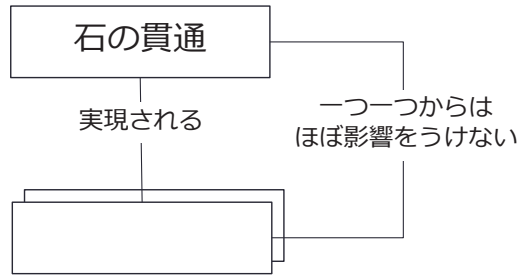 石の貫通
実現される
一つ一つからは
ほぼ影響をうけない